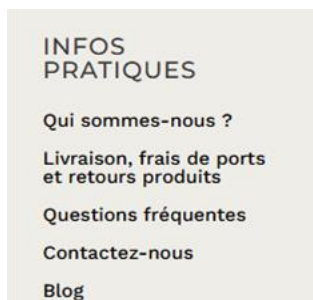 INFOS
PRATIQUES
Qui sommes-nous ?
Livraison, frais de ports
et retours produits
Questions fréquentes
Contactez-nous
Blog